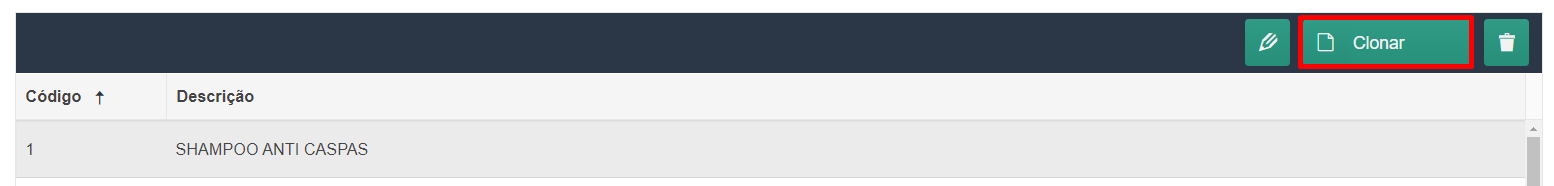 Clonar
Código Descrição
1 SHAMPOO ANTI CASPAS